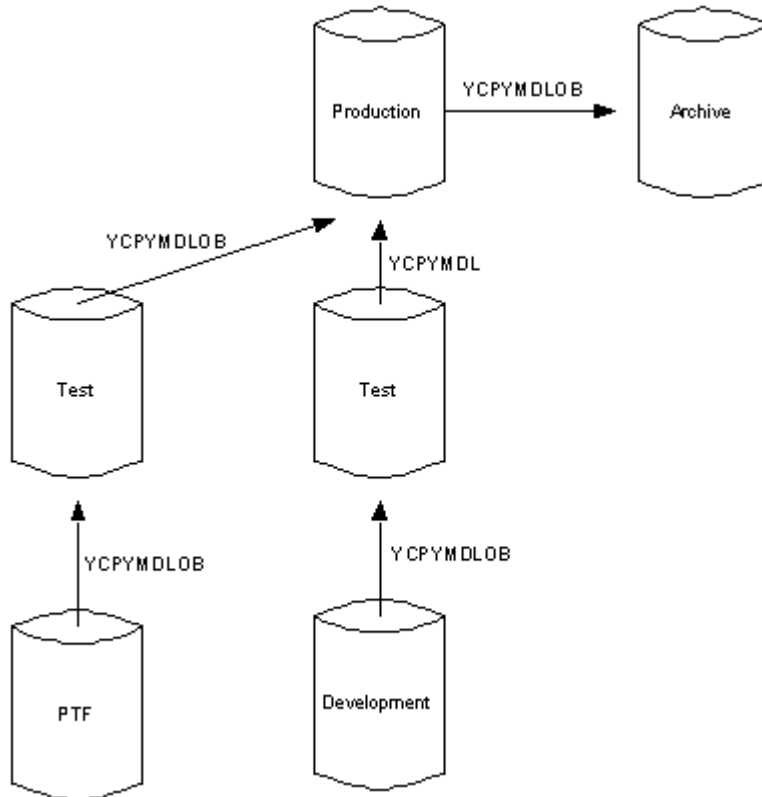 YCPYMDLOB
Production
Archive
YCPYMDLOB
YCPYMDL
Test
Test
YCPYMDLOB
YCPYMDLOB
PTF
Development